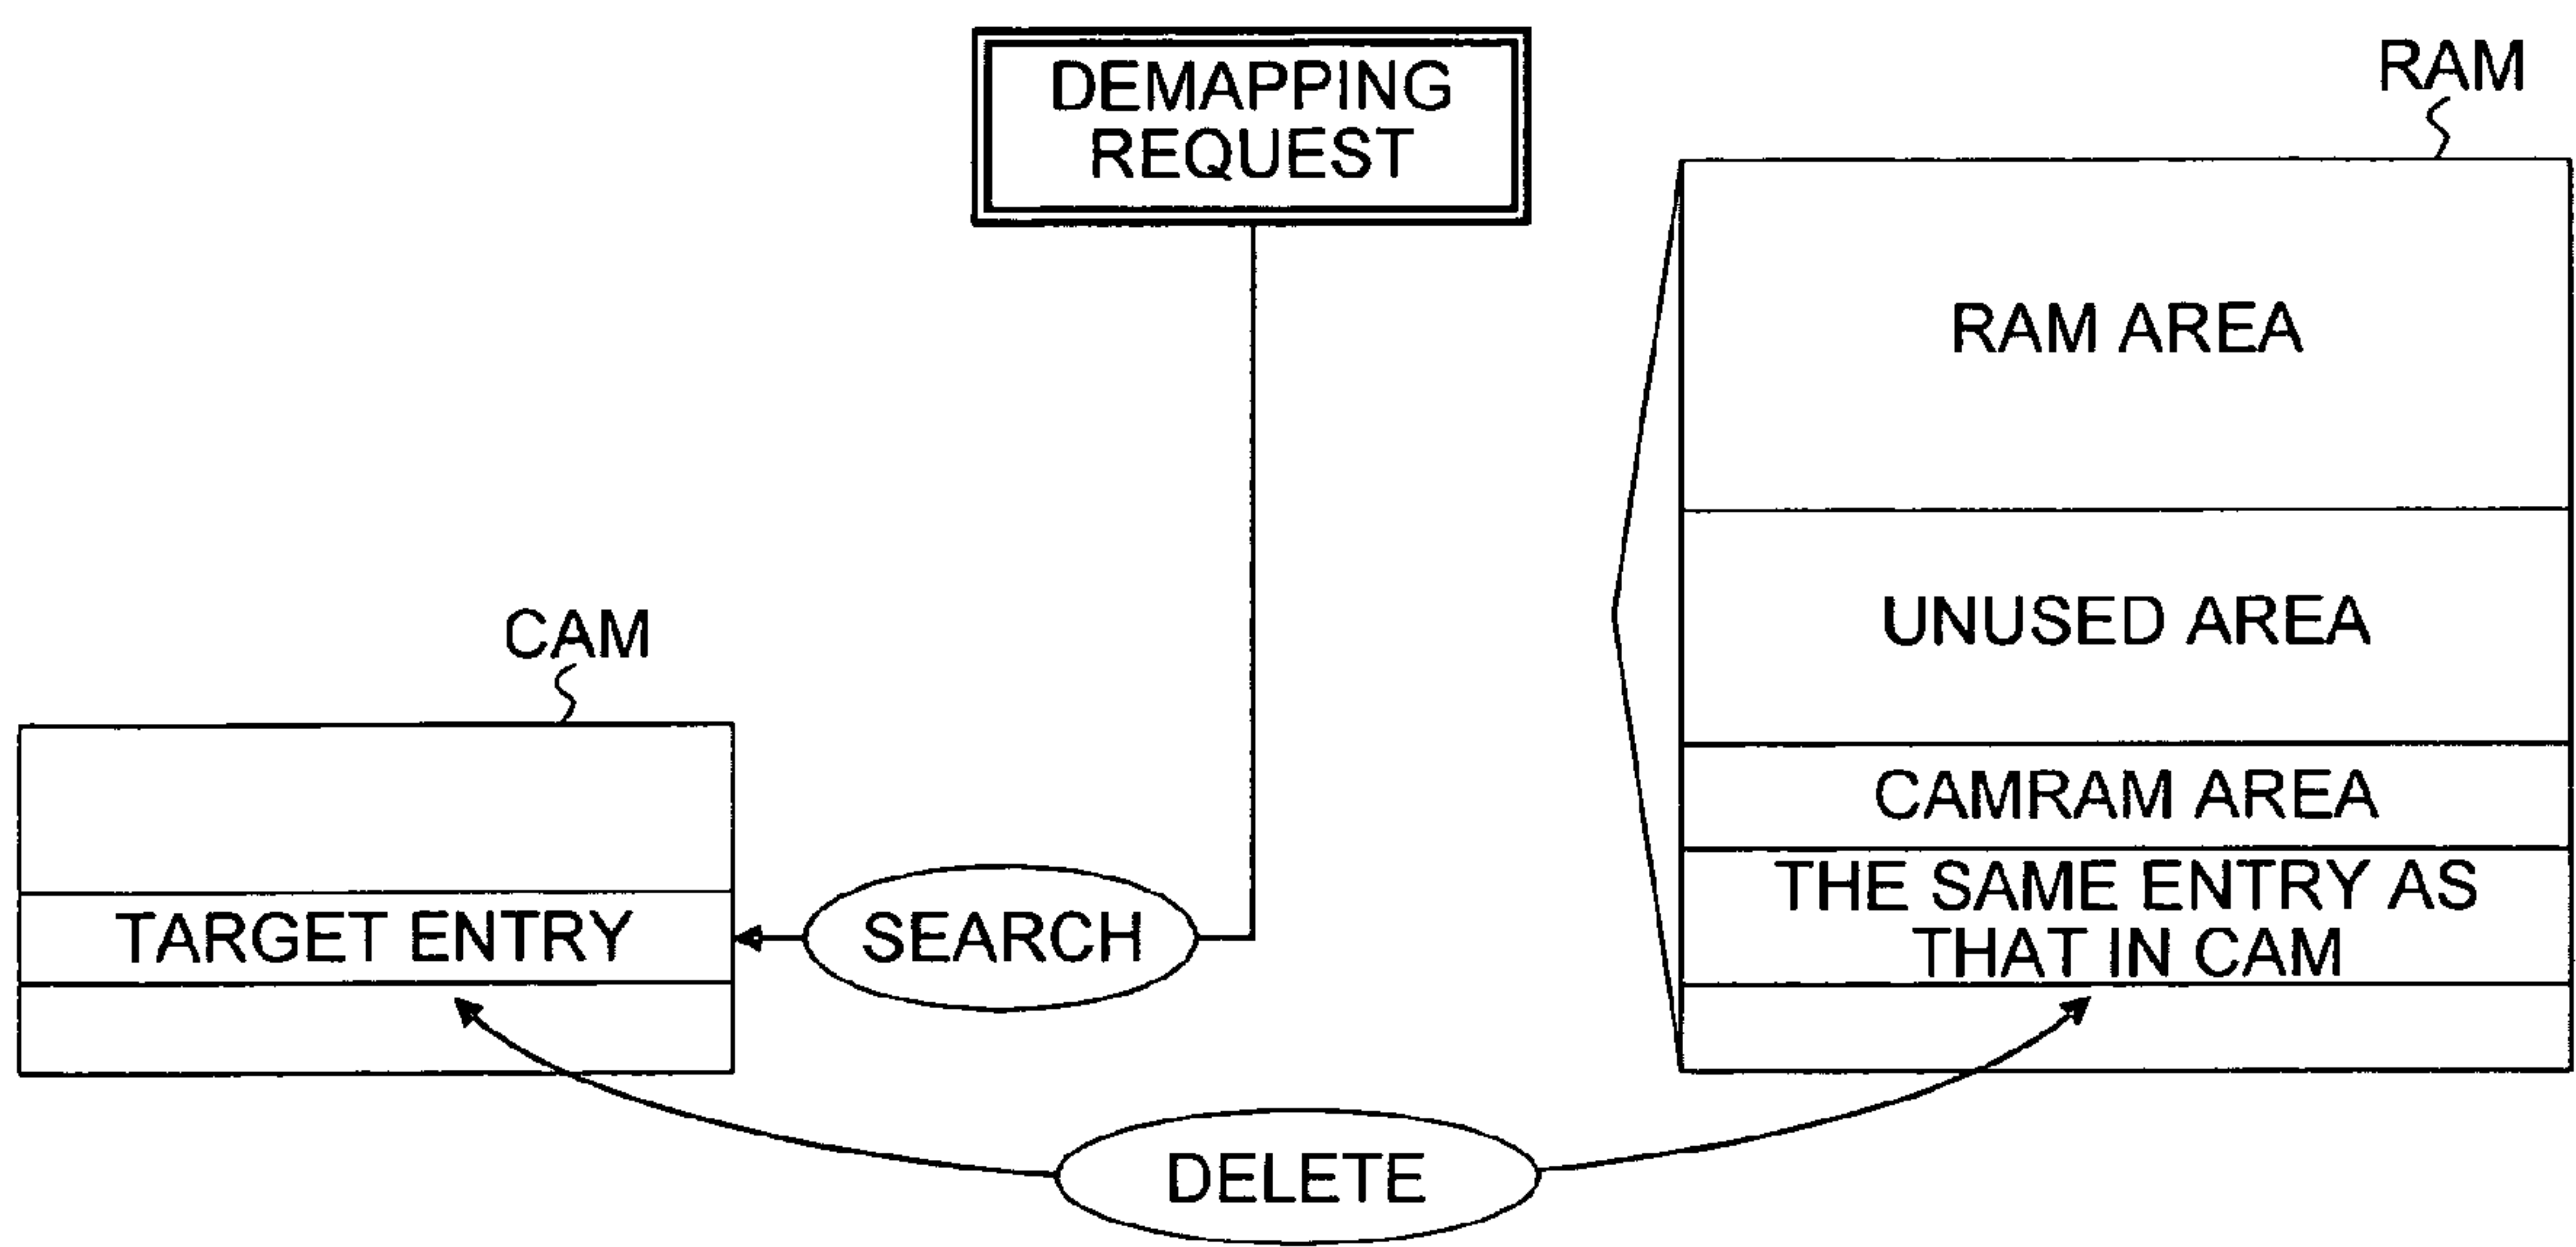 DEMAPPING
REQUEST
RAM
RAM AREA
UNUSED AREA
CAM
CAMRAM AREA
THE SAME ENTRY AS
THAT IN CAM
TARGET ENTRY
SEARCH
DELETE